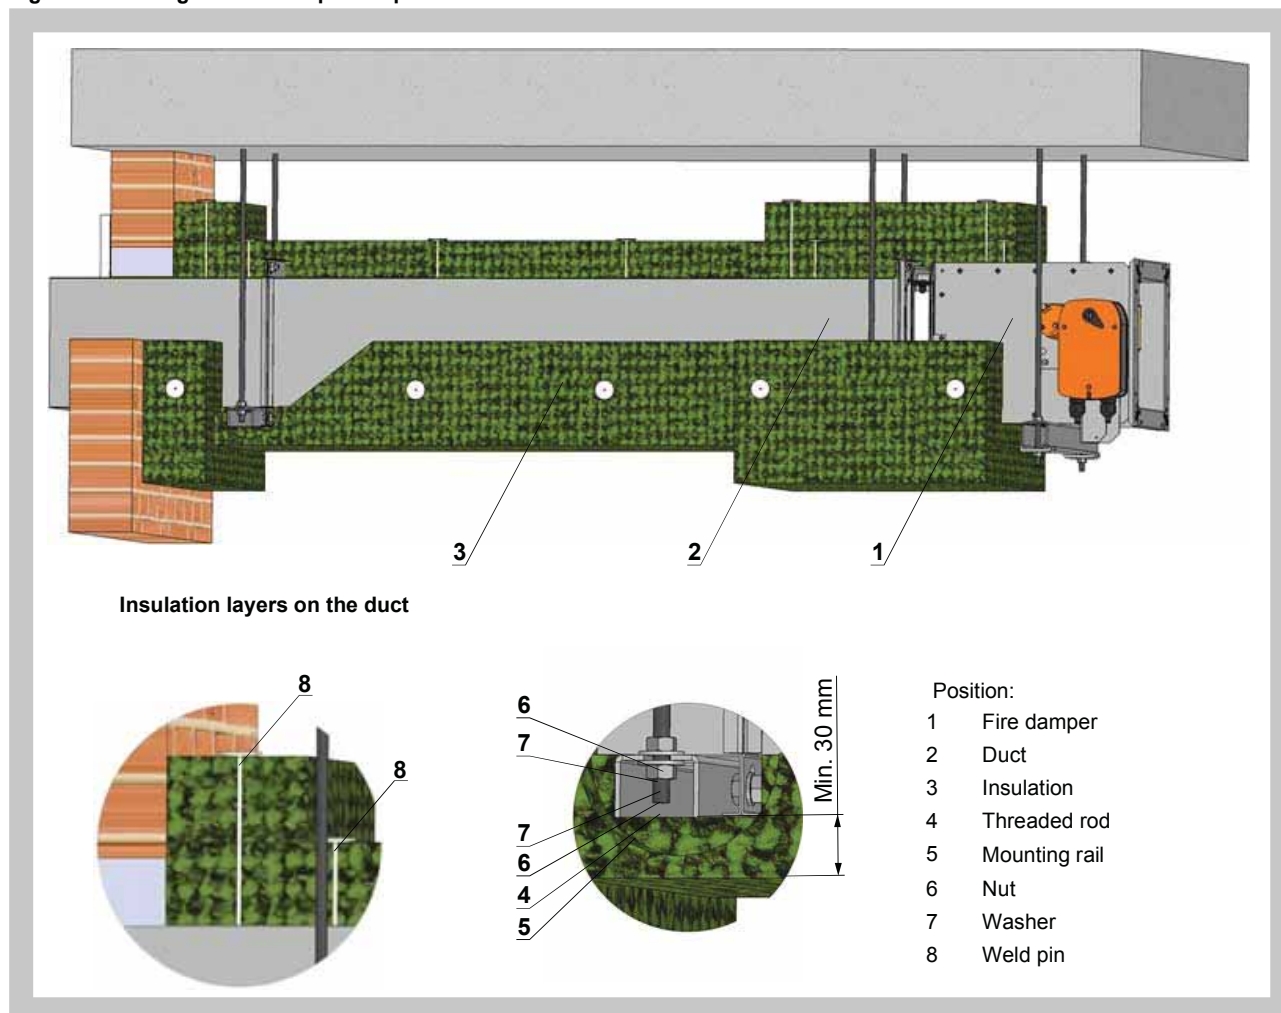 3
2
1
Insulation layers on the duct
8
8
6
7
7
6
4
5
Min. 30 mm
Position:
1 Fire damper
2 Duct
3 Insulation
4 Threaded rod
5 Mounting rail
6 Nut
7 Washer
8 Weld pin